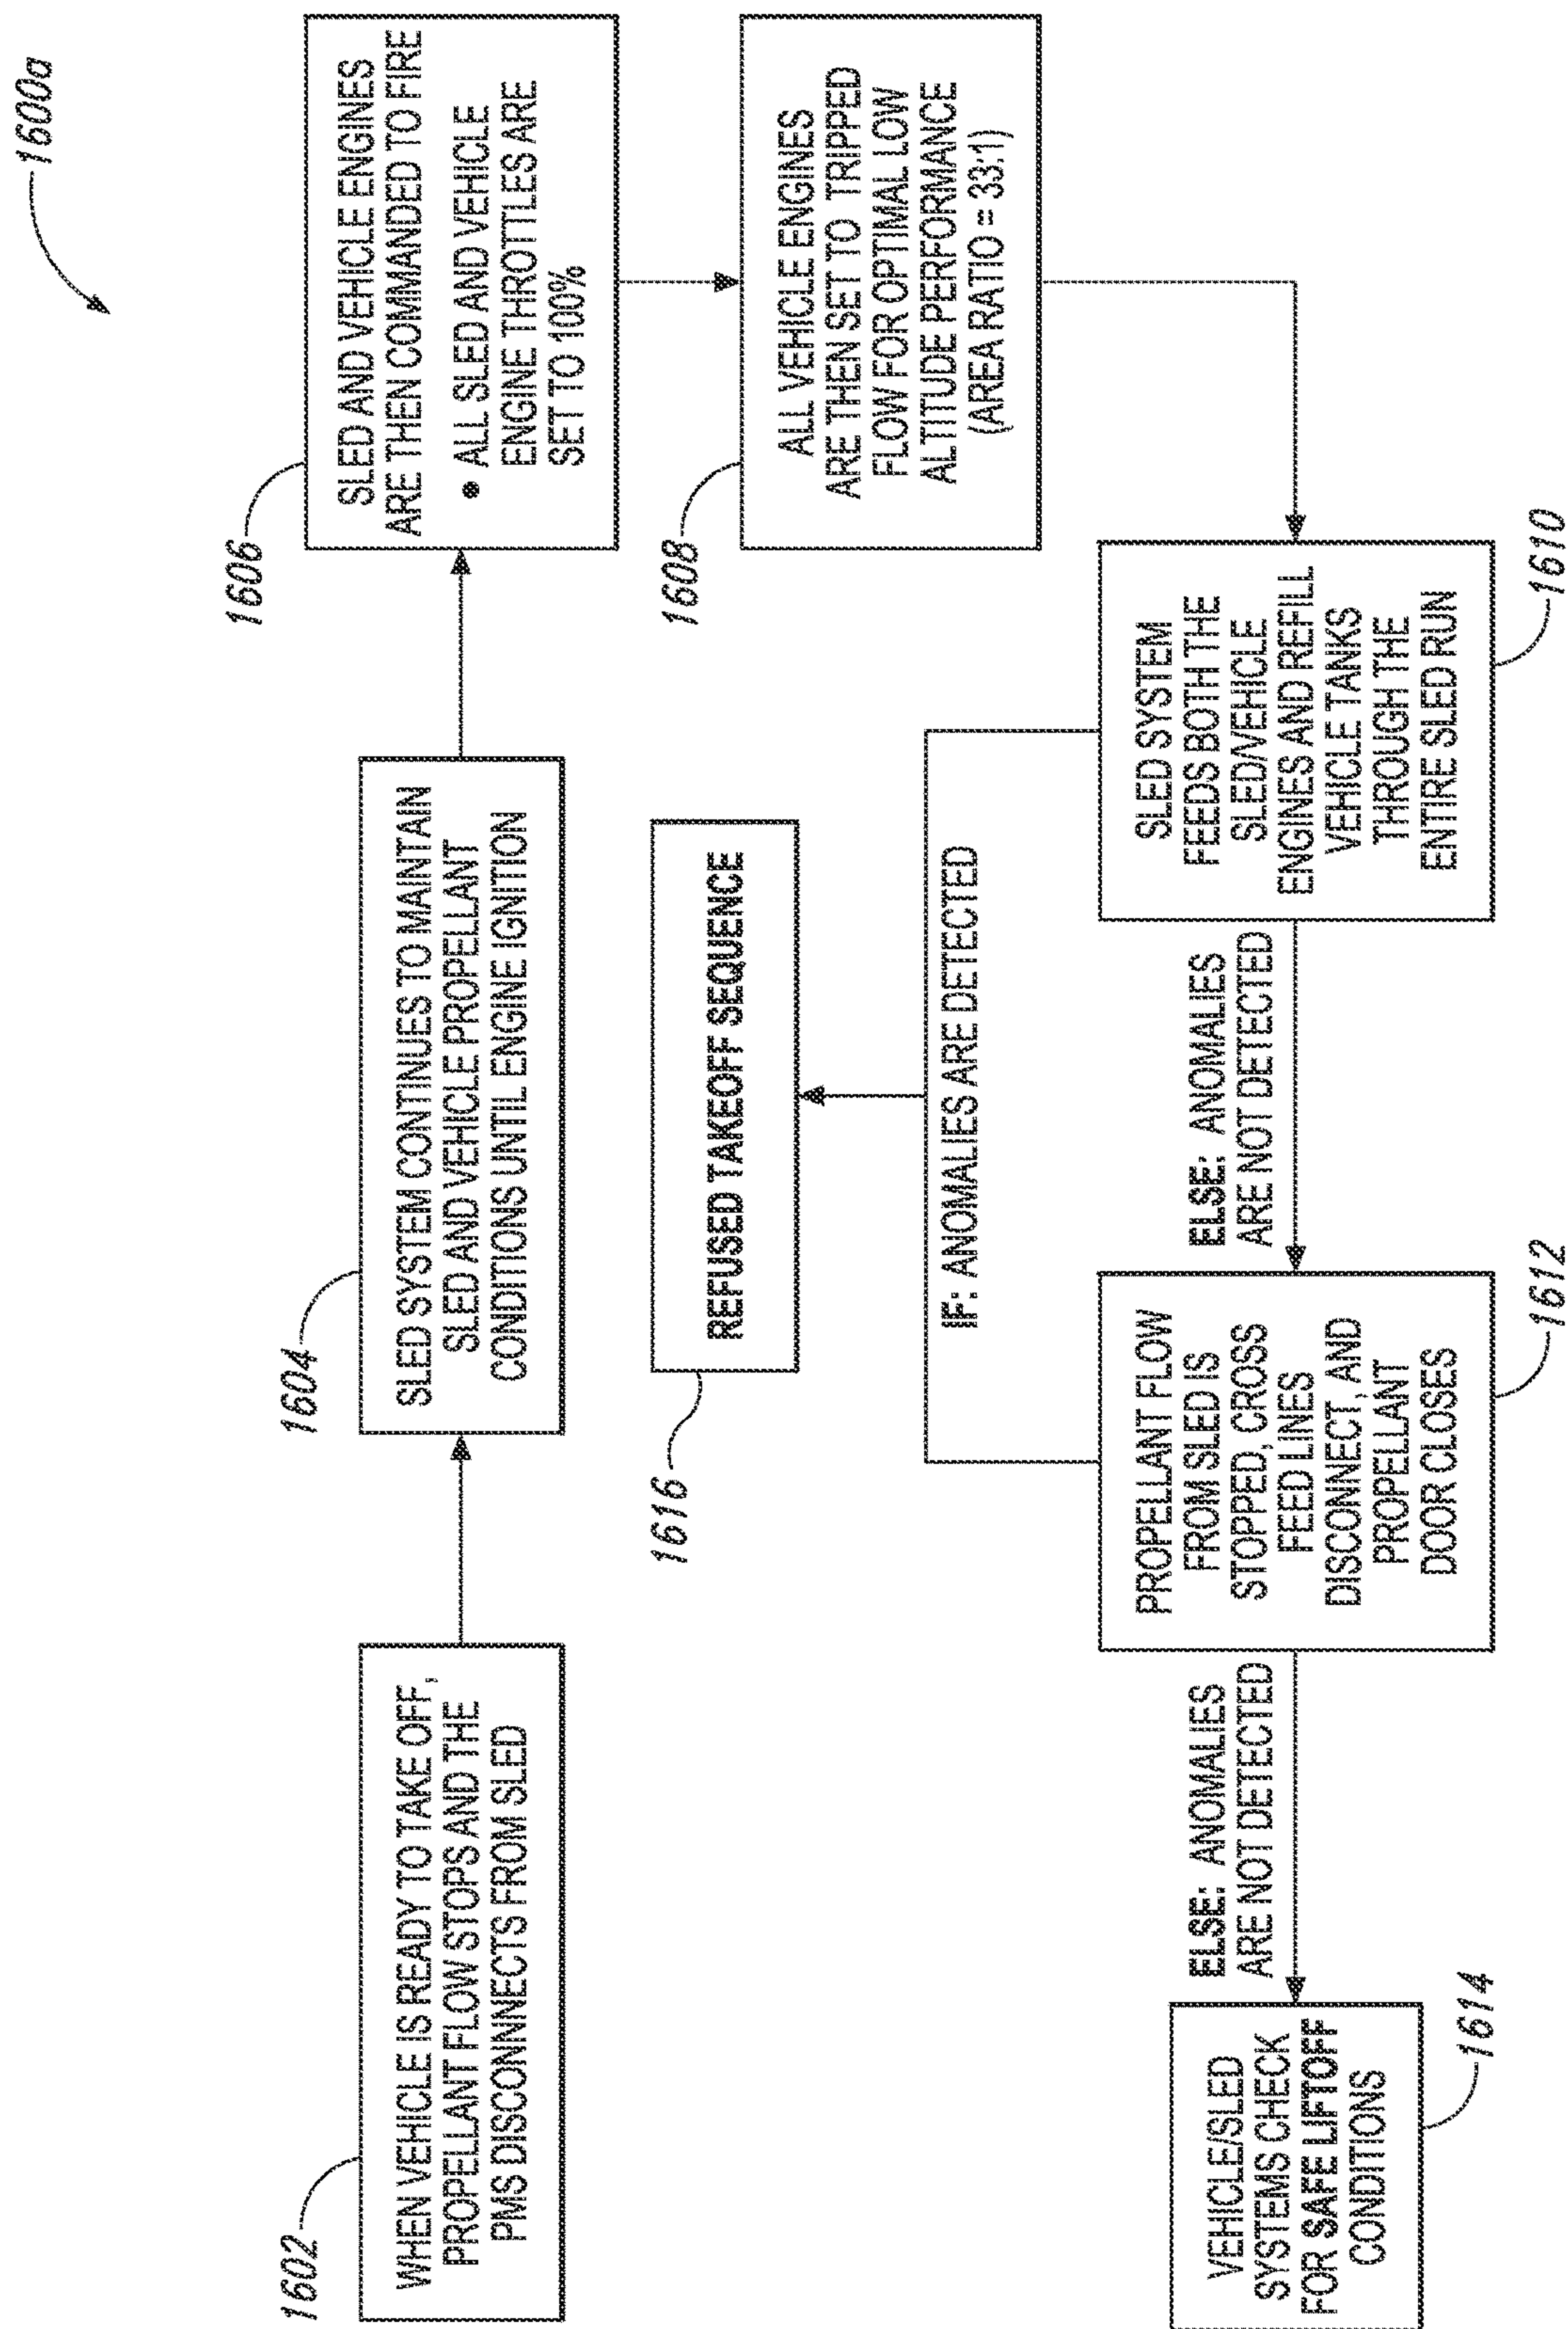 1600a
1602
WHEN VEHICLE IS READY TO TAKE OFF,
PROPELLANT FLOW STOPS AND THE
PMS DISCONNECTS FROM SLED
1604
SLED SYSTEM CONTINUES TO MAINTAIN
SLED AND VEHICLE PROPELLANT
CONDITIONS UNTIL ENGINE IGNITION
1606
SLED AND VEHICLE ENGINES
ARE THEN COMMANDED TO FIRE
• ALL SLED AND VEHICLE
ENGINE THROTTLES ARE
SET TO 100%
1608
ALL VEHICLE ENGINES
ARE THEN SET TO TRIPPED
FLOW FOR OPTIMAL LOW
ALTITUDE PERFORMANCE
(AREA RATIO = 33:1)
1616
REFUSED TAKEOFF SEQUENCE
IF: ANOMALIES ARE DETECTED
SLED SYSTEM
FEEDS BOTH THE
SLED/VEHICLE
ENGINES AND REFILL
VEHICLE TANKS
THROUGH THE
ENTIRE SLED RUN
1610
ELSE: ANOMALIES
ARE NOT DETECTED
PROPELLANT FLOW
FROM SLED IS
STOPPED, CROSS
FEED LINES
DISCONNECT, AND
PROPELLANT
DOOR CLOSES
1612
ELSE: ANOMALIES
ARE NOT DETECTED
VEHICLE/SLED
SYSTEMS CHECK
FOR SAFE LIFTOFF
CONDITIONS
1614